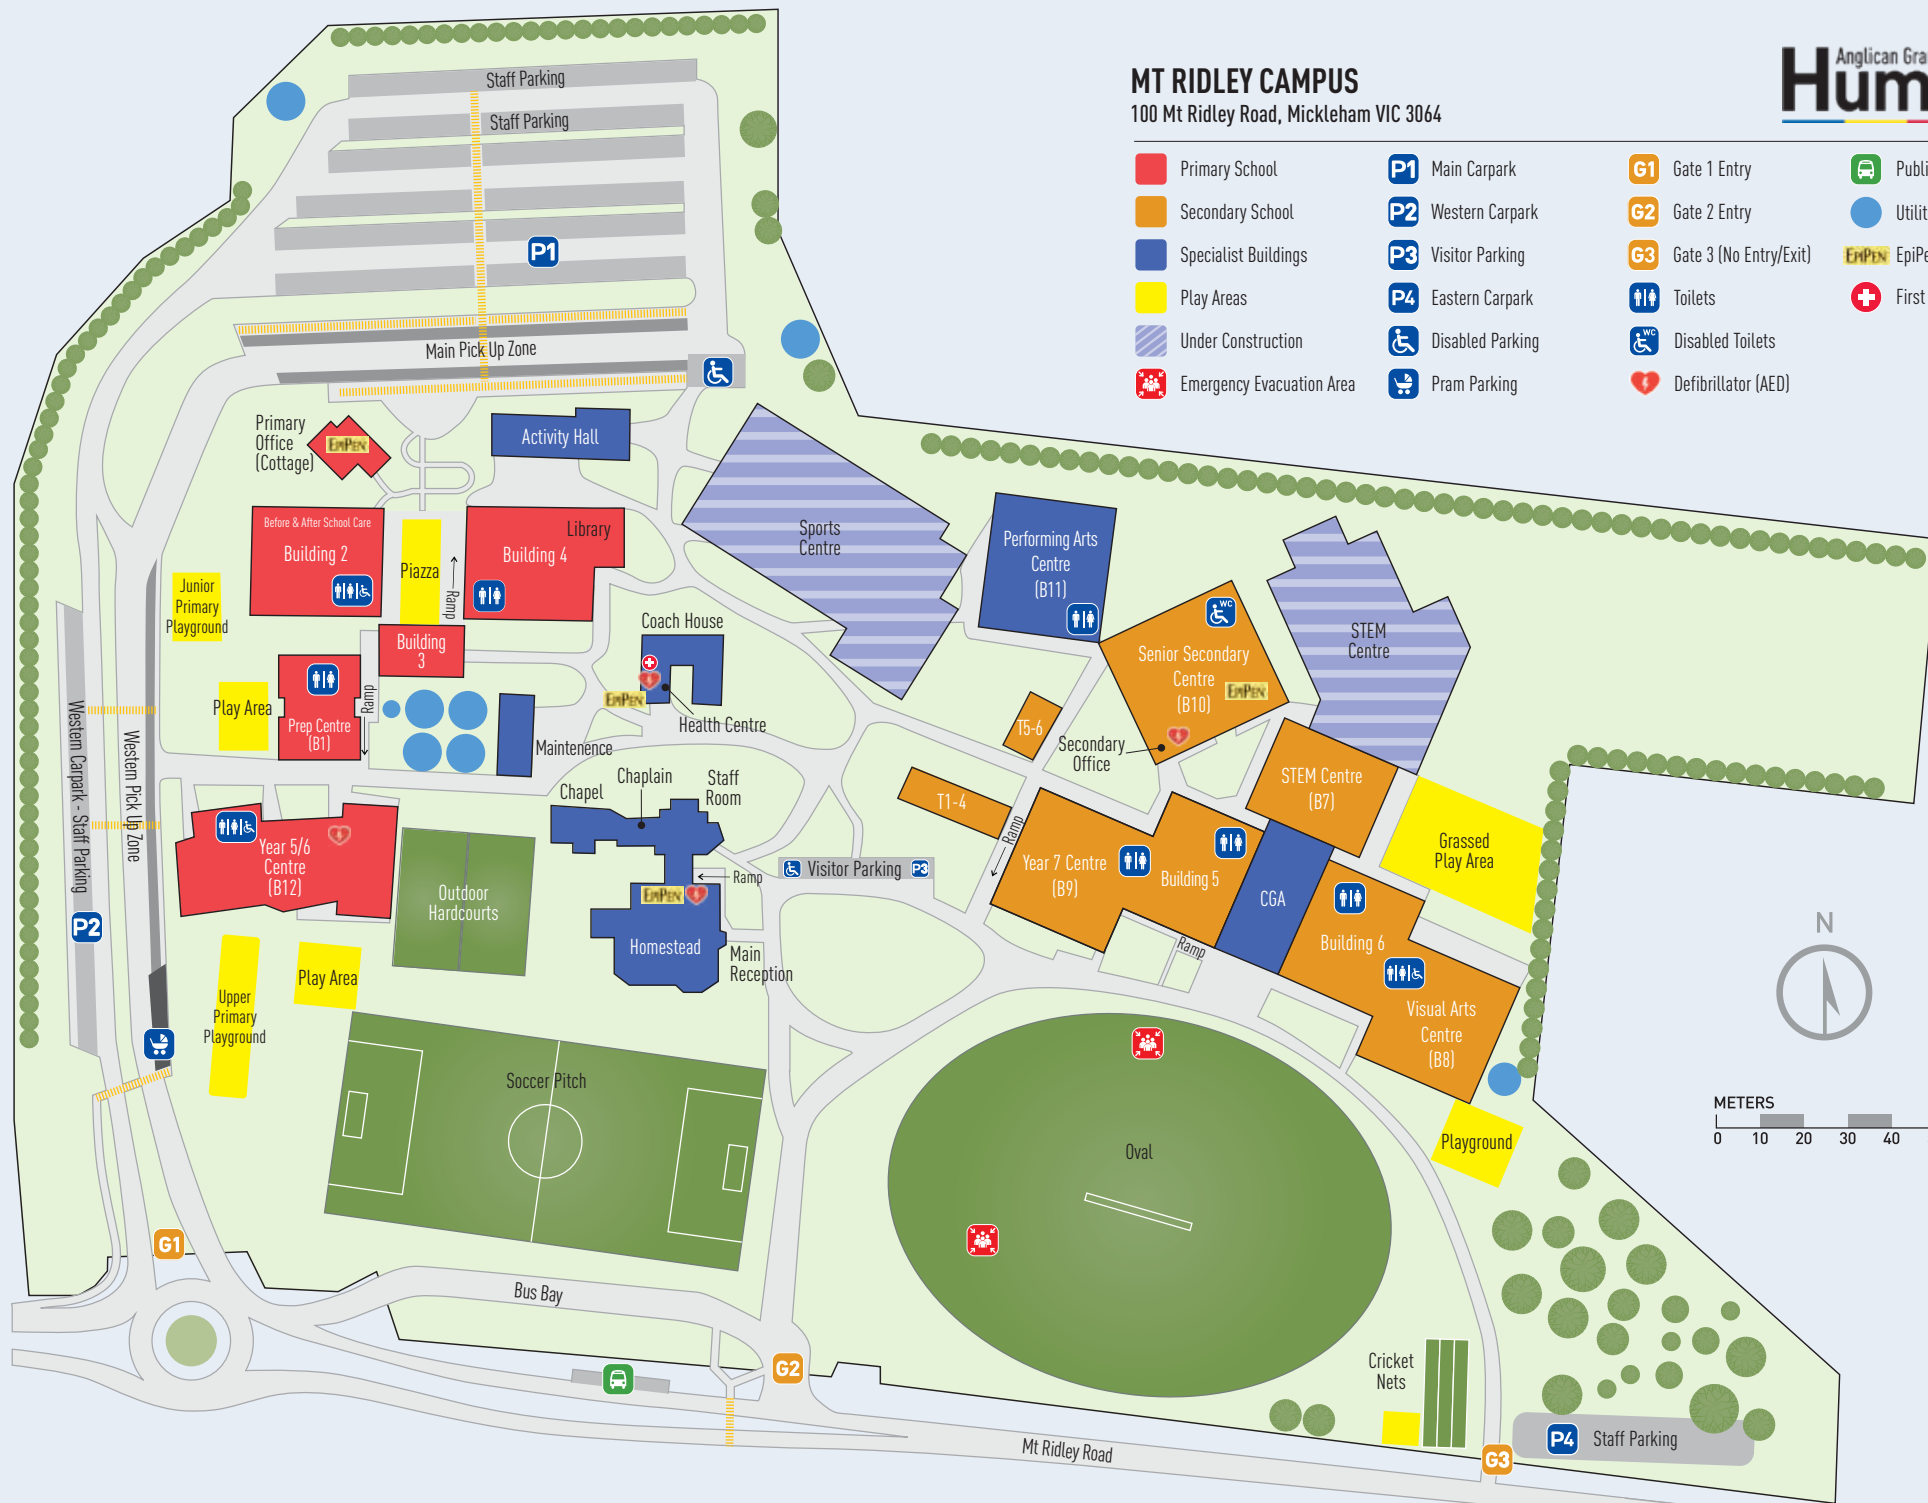 Anglican Gra
Hum
MT RIDLEY CAMPUS
100 Mt Ridley Road, Mickleham VIC 3064
Primary School
Secondary School
Specialist Buildings
Play Areas
Under Construction
Emergency Evacuation Area
P1 Main Carpark
P2 Western Carpark
P3 Visitor Parking
P4 Eastern Carpark
Disabled Parking
Pram Parking
G1 Gate 1 Entry
G2 Gate 2 Entry
G3 Gate 3 (No Entry/Exit)
Toilets
WC Disabled Toilets
Defibrillator (AED)
Publi
Utilit
EPIPEN EpiPe
First
Staff Parking
Staff Parking
P1
Main Pick Up Zone
Primary
Office
(Cottage)
EPIPEN
Activity Hall
Before & After School Care
Building 2
Piazza
Ramp
Library
Building 4
Junior
Primary
Playground
Building
3
Play Area
Prep Centre
(B1)
Ramp
Coach House
EPIPEN
Health Centre
Maintenence
Sports
Centre
Performing Arts
Centre
(B11)
WC
Senior Secondary
Centre
(B10)
EPIPEN
STEM
Centre
T5-6
Secondary
Office
STEM Centre
(B7)
T1-4
Ramp
Year 7 Centre
(B9)
Building 5
CGA
Building 6
Grassed
Play Area
Ramp
Visual Arts
Centre
(B8)
Playground
Western Carpark - Staff Parking
Western Pick Up Zone
P2
Year 5/6
Centre
(B12)
Outdoor
Hardcourts
Chapel
Chaplain
Staff
Room
Ramp
Visitor Parking P3
EPIPEN
Homestead
Main
Reception
Upper
Primary
Playground
Play Area
Soccer Pitch
Oval
N
METERS
0 10 20 30 40
G1
Bus Bay
G2
Mt Ridley Road
Cricket
Nets
G3
P4 Staff Parking